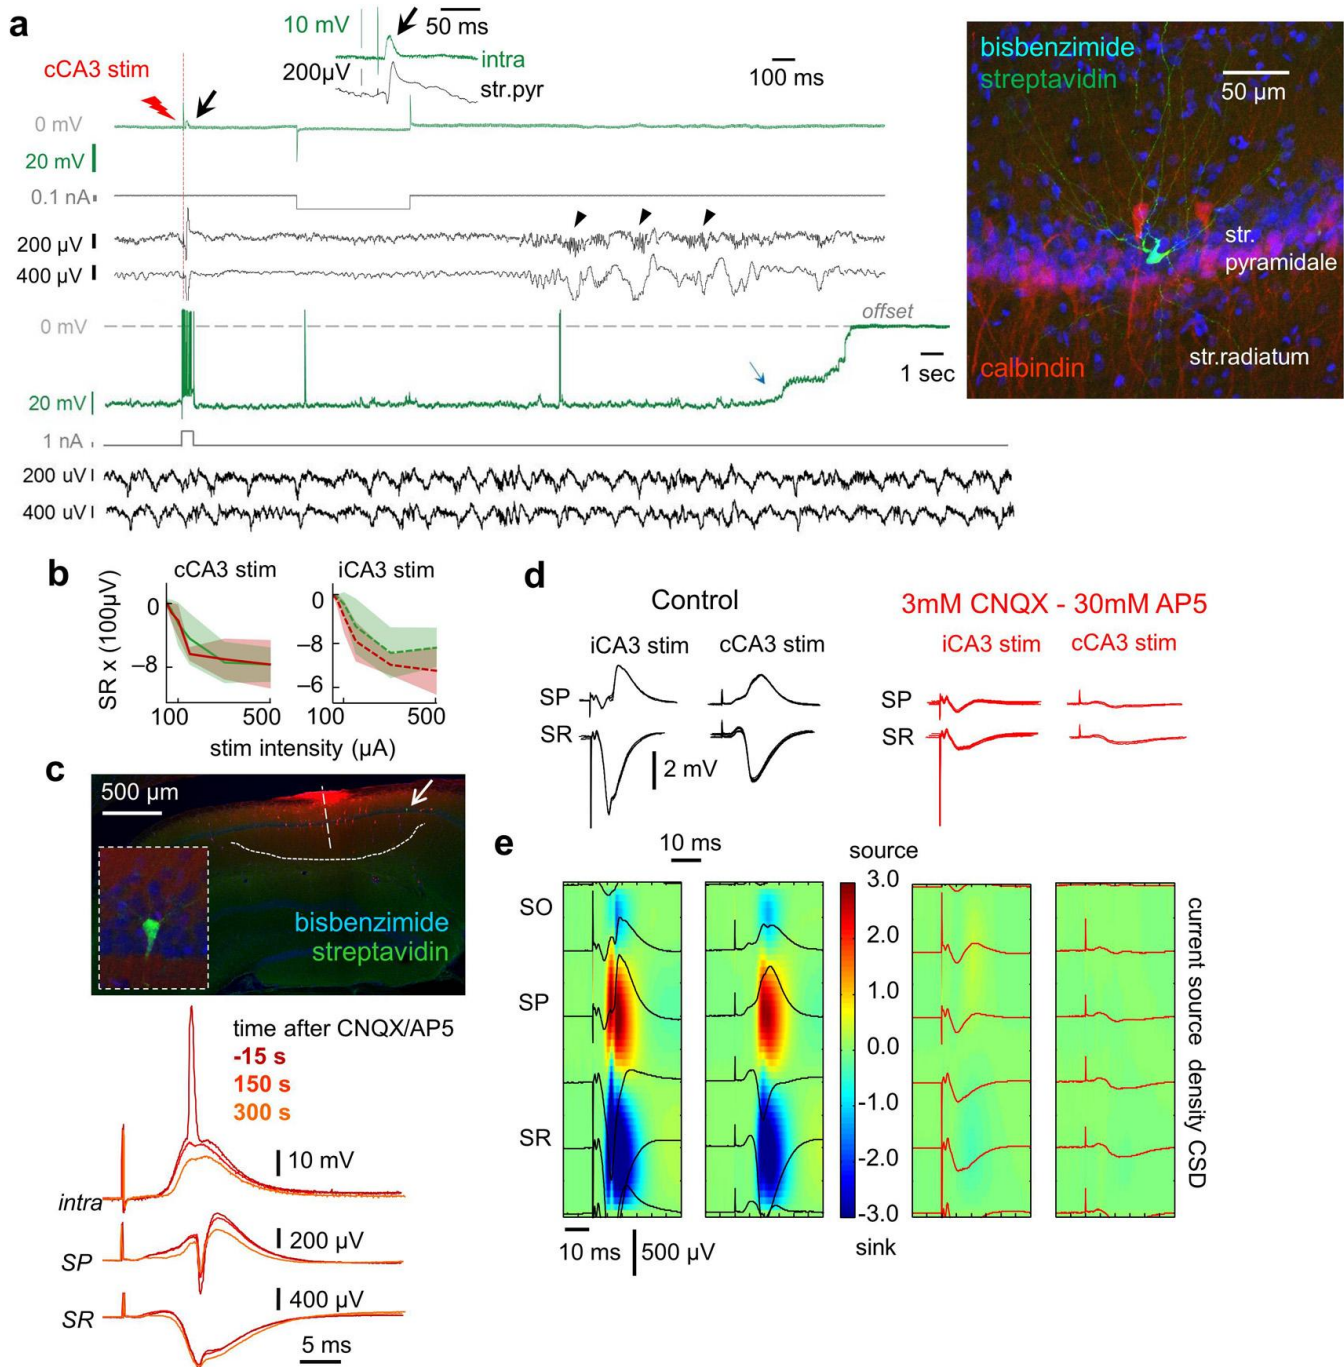 a
10 mV
50 ms
intra
200µV
str.pyr
cCA3 stim
100 ms
0 mV
20 mV
0.1 nA
200 µV
400 µV
0 mV
offset
1 sec
20 mV
1 nA
200 uV
400 uV
bisbenzimide
streptavidin
50 µm
str.
pyramidale
str.radiatum
calbindin
b
cCA3 stim
iCA3 stim
SR x (100µV)
0
–8
0
–8
–6
100
500
100
500
stim intensity (µA)
c
500 µm
bisbenzimide
streptavidin
time after CNQX/AP5
-15 s
150 s
300 s
10 mV
intra
200 µV
SP
400 µV
SR
5 ms
d
Control
3mM CNQX - 30mM AP5
iCA3 stim
cCA3 stim
iCA3 stim
cCA3 stim
SP
SR
2 mV
10 ms
e
source
3.0
2.0
1.0
0.0
-1.0
-2.0
-3.0
sink
SO
SP
SR
current source density CSD
10 ms
500 µV